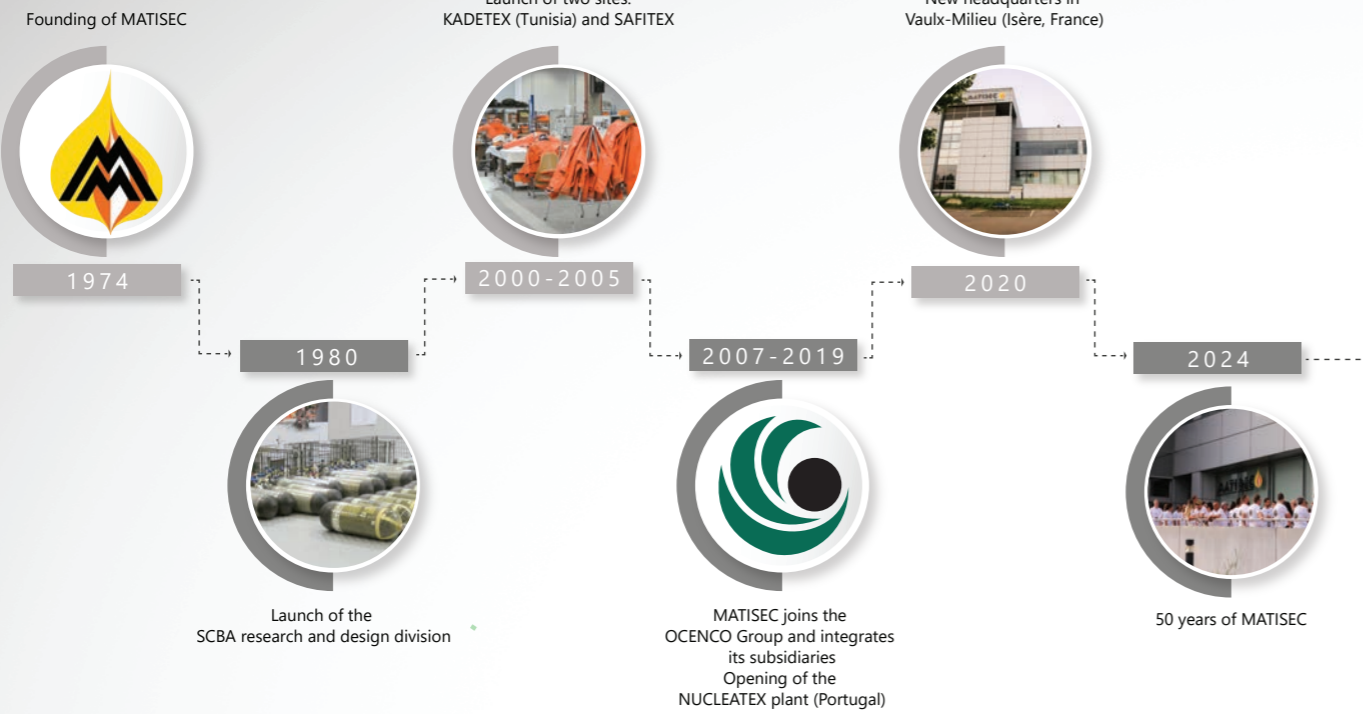 Founding of MATISEC
1974
1980
Launch of the
SCBA research and design division
Launch of two sites:
KADETEX (Tunisia) and SAFITEX
2000-2005
2007-2019
MATISEC joins the
OCENCO Group and integrates
its subsidiaries
Opening of the
NUCLEATEX plant (Portugal)
New headquarters in
Vaulx-Milieu (Isère, France)
MATISEC
2020
2024
MATISEC
50 years of MATISEC